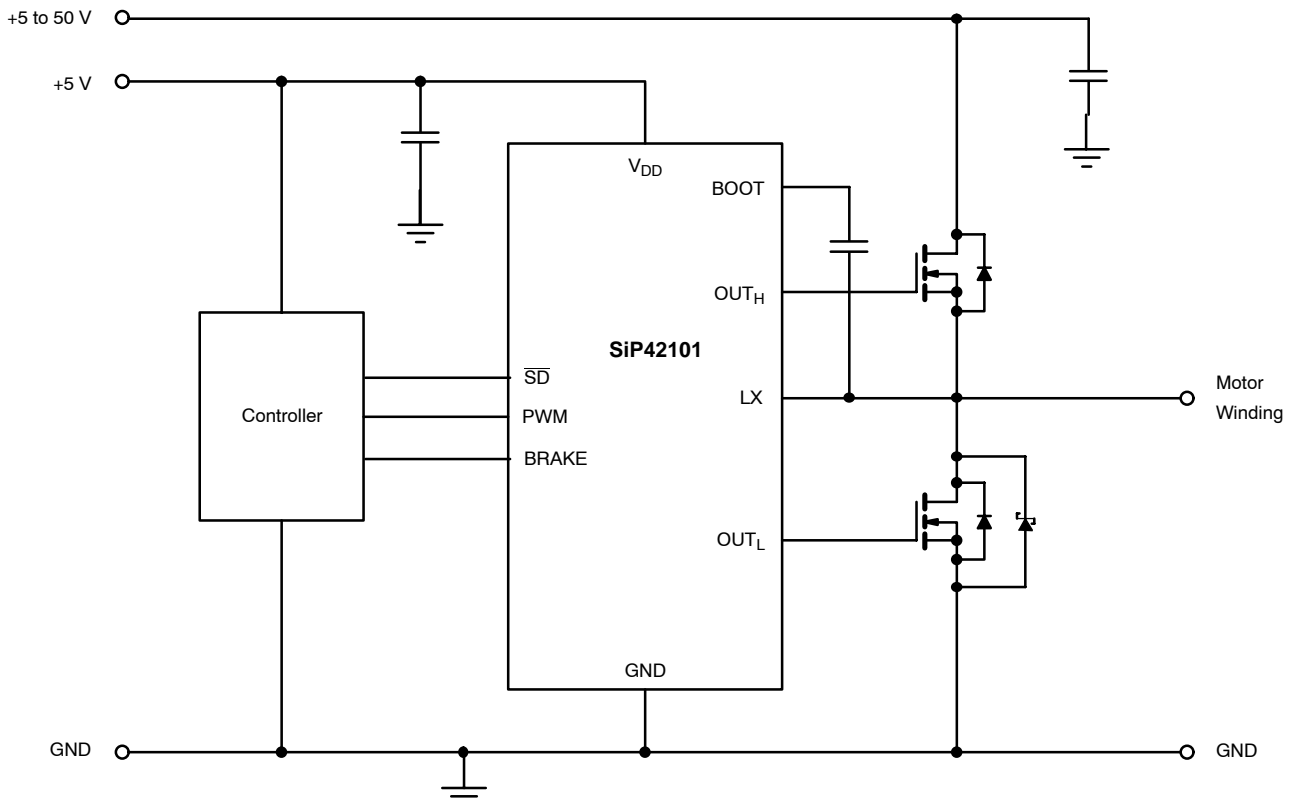 +5 to 50 V
+5 V
VDD
BOOT
OUTH
SiP42101
SD
Controller
PWM
LX
Motor
Winding
BRAKE
OUTL
GND
GND
GND